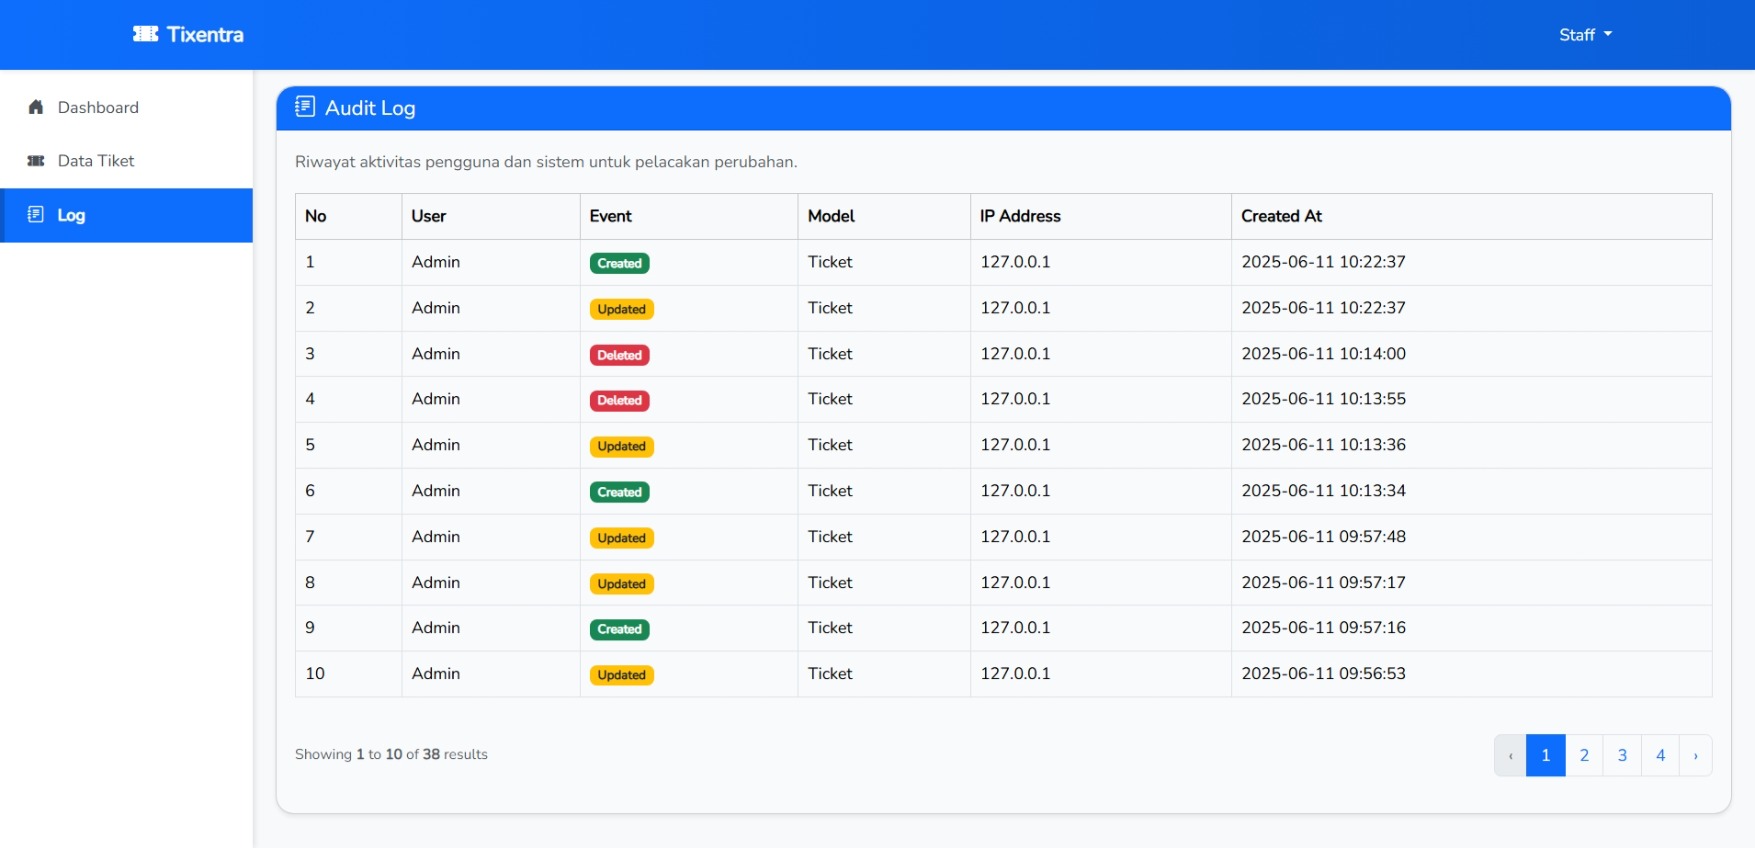 Tixentra
Staff
Dashboard
Data Tiket
Log
Audit Log
Riwayat aktivitas pengguna dan sistem untuk pelacakan perubahan.
No User Event Model IP Address Created At
1 Admin Created Ticket 127.0.0.1 2025-06-11 10:22:37
2 Admin Updated Ticket 127.0.0.1 2025-06-11 10:22:37
3 Admin Deleted Ticket 127.0.0.1 2025-06-11 10:14:00
4 Admin Deleted Ticket 127.0.0.1 2025-06-11 10:13:55
5 Admin Updated Ticket 127.0.0.1 2025-06-11 10:13:36
6 Admin Created Ticket 127.0.0.1 2025-06-11 10:13:34
7 Admin Updated Ticket 127.0.0.1 2025-06-11 09:57:48
8 Admin Updated Ticket 127.0.0.1 2025-06-11 09:57:17
9 Admin Created Ticket 127.0.0.1 2025-06-11 09:57:16
10 Admin Updated Ticket 127.0.0.1 2025-06-11 09:56:53
Showing 1 to 10 of 38 results
‹ 1 2 3 4 ›